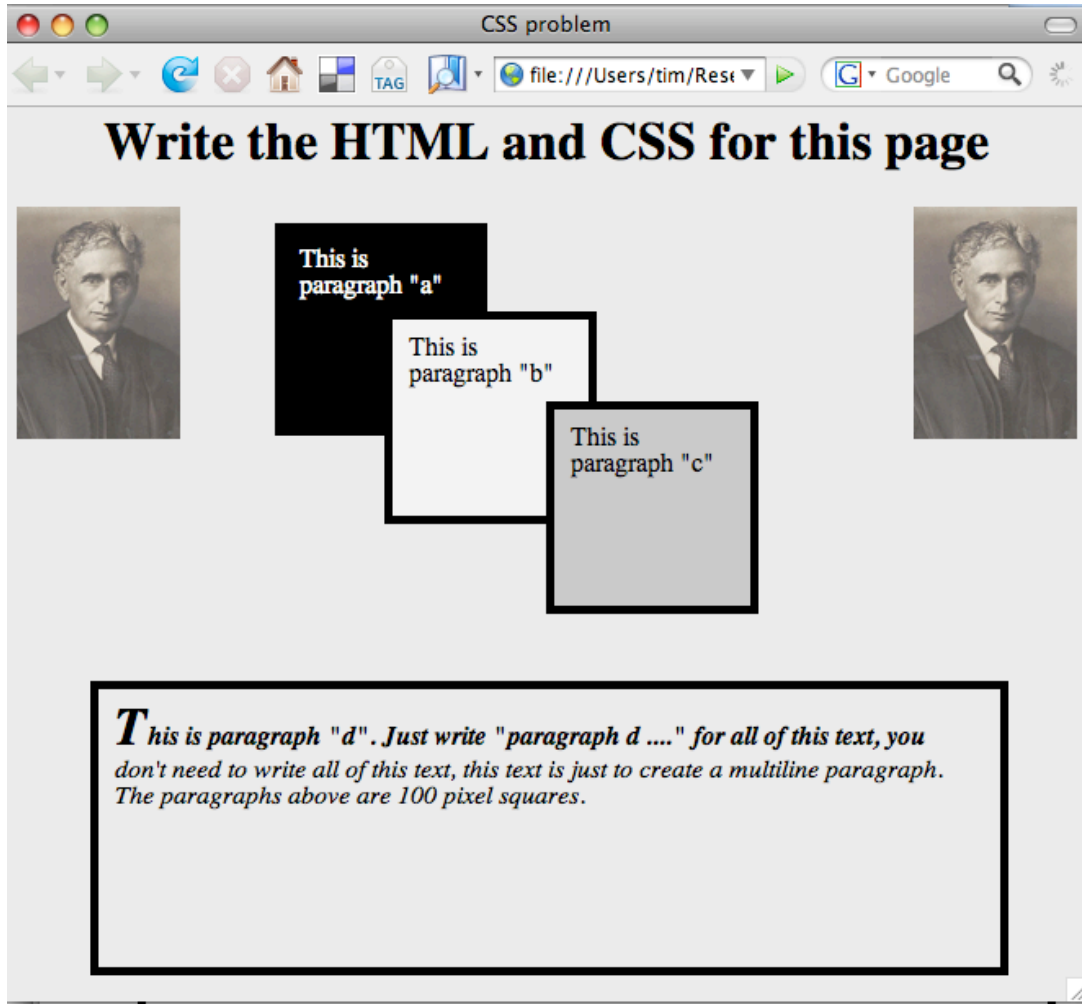 CSS problem
TAG
file:///Users/tim/Rese
G Google
Write the HTML and CSS for this page
This is
paragraph "a"
This is
paragraph "b"
This is
paragraph "c"
This is paragraph "d". Just write "paragraph d ...." for all of this text, you
don't need to write all of this text, this text is just to create a multiline paragraph.
The paragraphs above are 100 pixel squares.